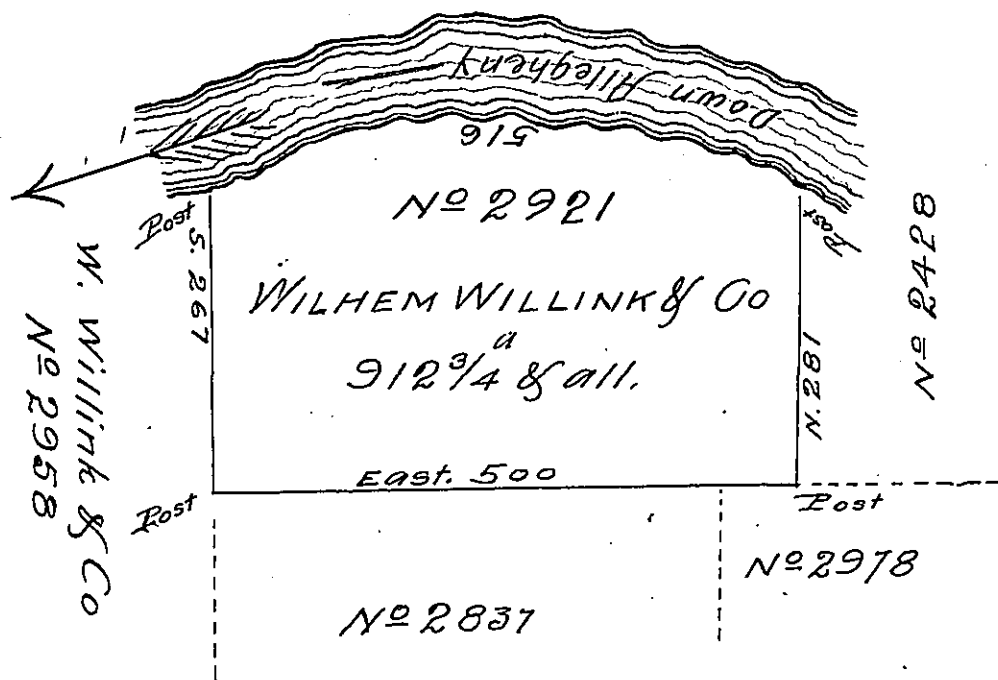 Down Allegheny
516
Post
Post
Nº 2921
S. 267
WILHEM WILLINK & Co
a
912 3/4 & all.
N. 281
W. Willink & Co
Nº 2958
Nº 2428
East. 500
Post
Post
Nº 2978
Nº 2837